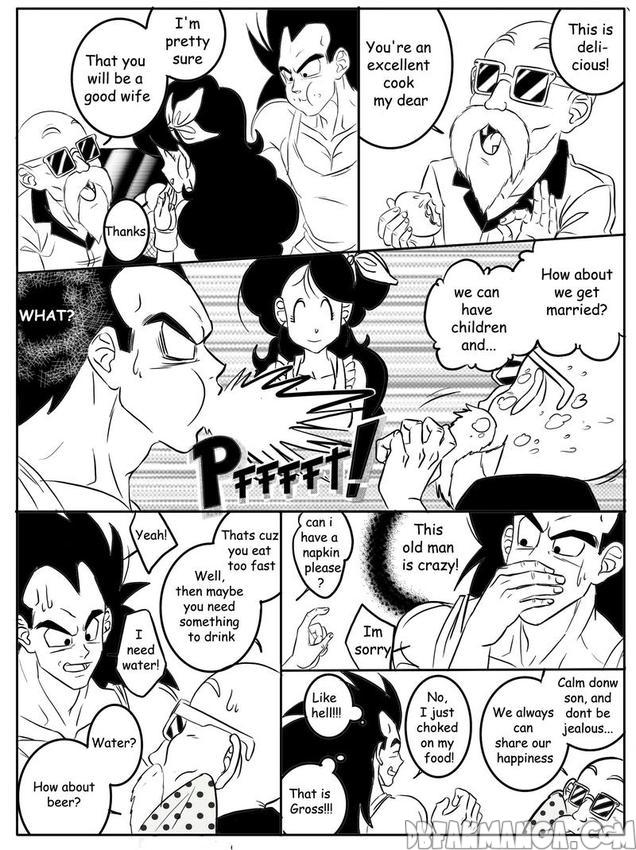 I'm
pretty
sure
That you
will be a
good wife
Thanks
You're an
excellent
cook
my dear
This is
deli-
cious!
WHAT?
PFFFFT!
we can
have
children
and...
How about
we get
married?
Yeah!
I
need
water!
Thats cuz
you eat
too fast
Well,
then maybe
you need
something
to drink
Water?
How about
beer?
can i
have a
napkin
please
?
This
old man
is crazy!
Im
sorry
Like
hell!!!
That is
Gross!!!
No,
I just
choked
on my
food!
Calm donw
son, and
dont be
jealous...
We always
can
share our
happiness
DBFANMANGA.COM